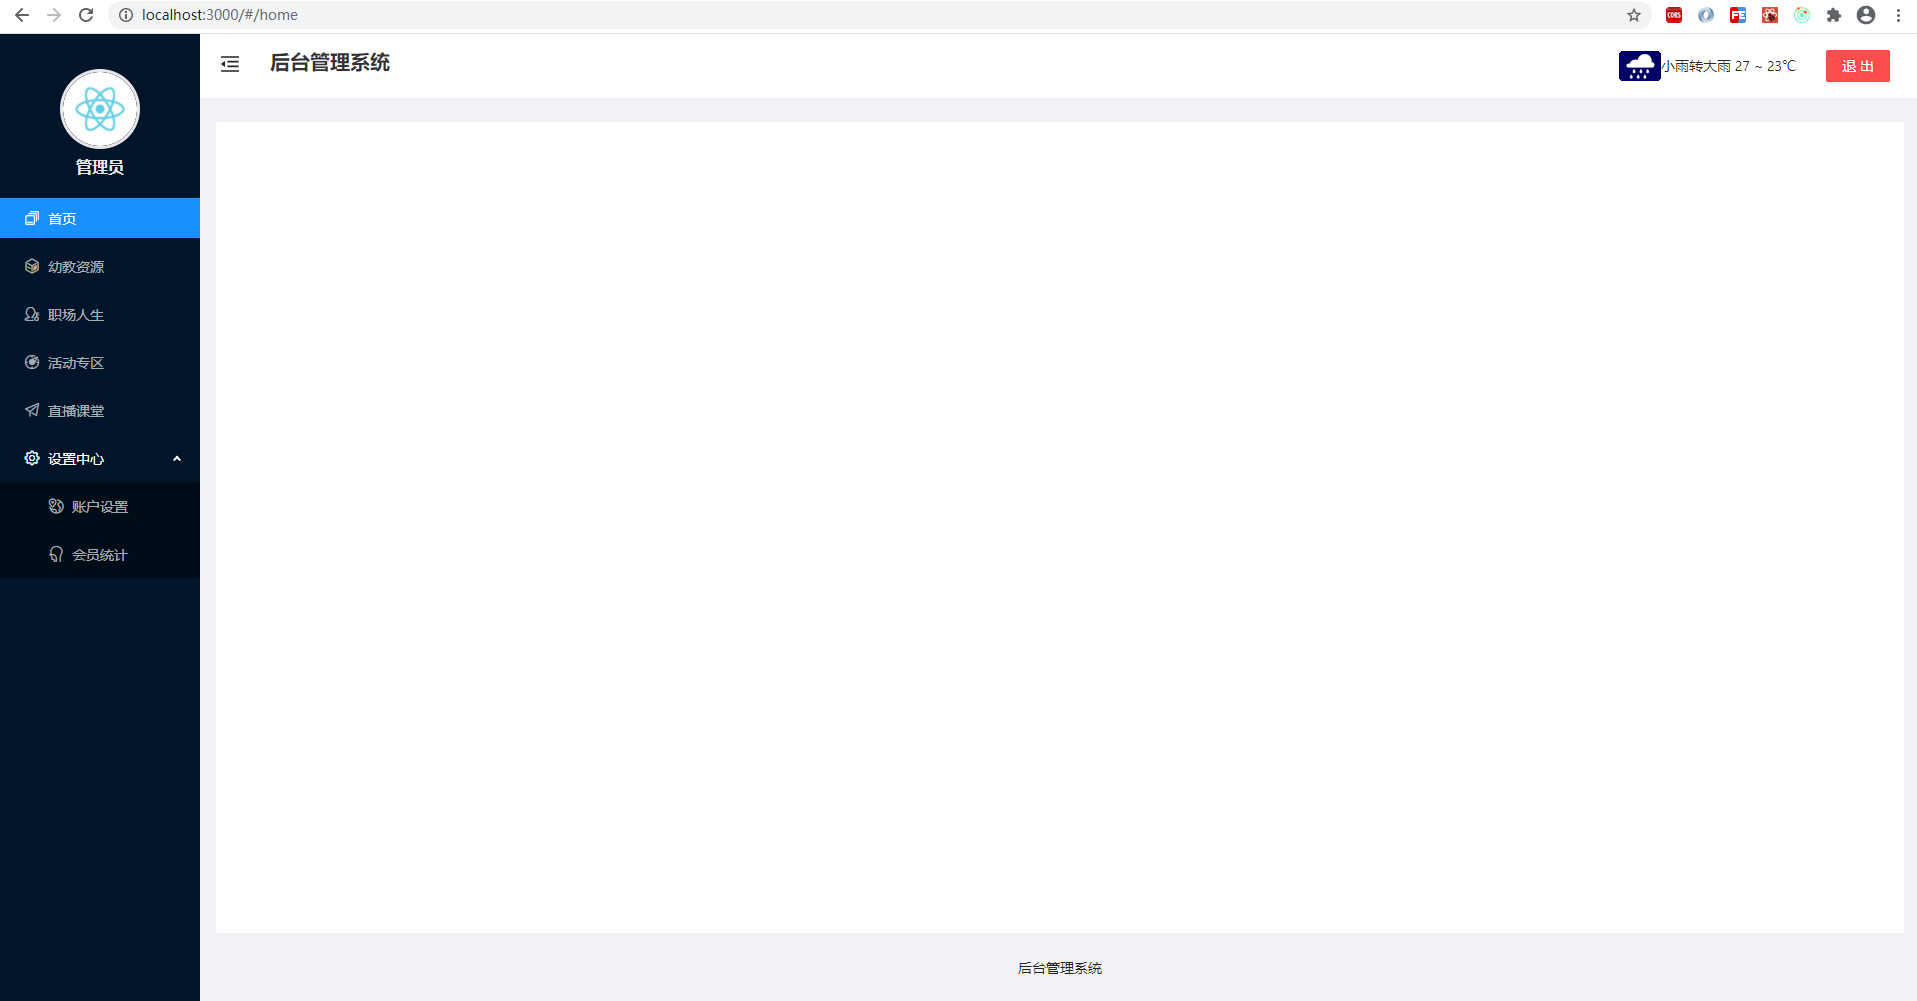 localhost:3000/#/home
CORS
FE
后台管理系统
小雨转大雨 27 ~ 23℃
退 出
管理员
首页
幼教资源
职场人生
活动专区
直播课堂
设置中心
账户设置
会员统计
后台管理系统